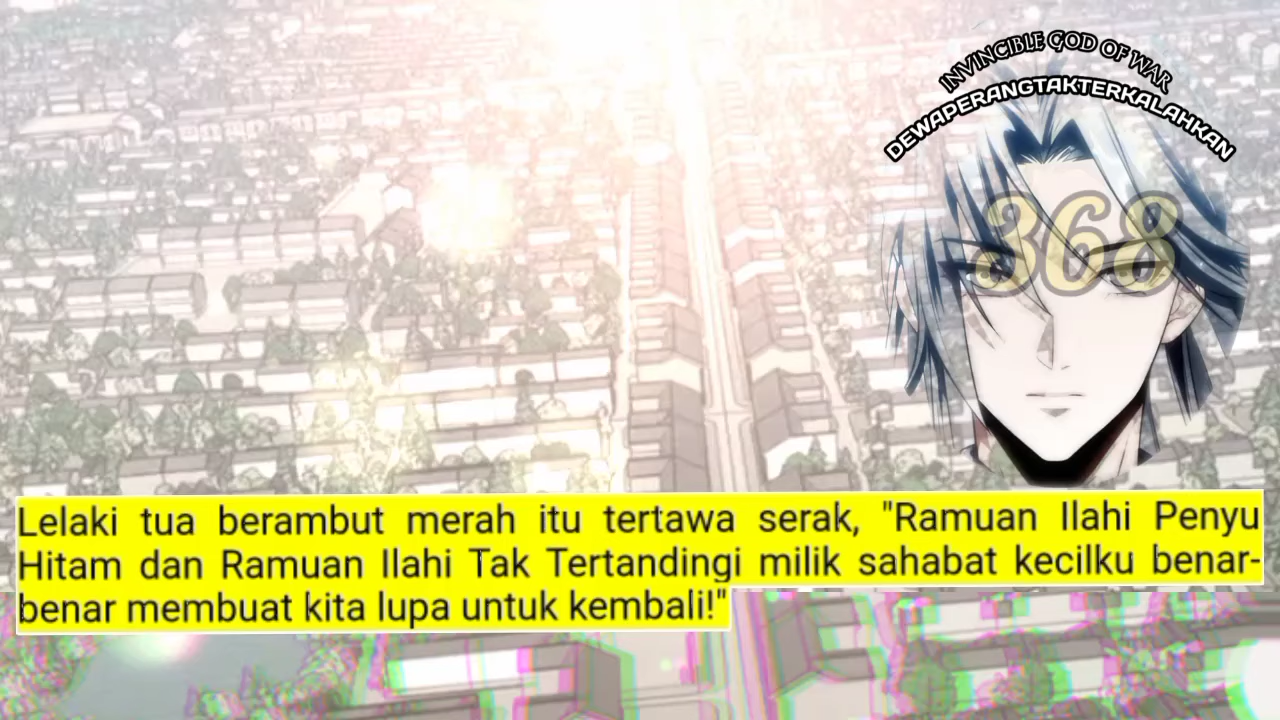 INVINCIBLE GOD OF WAR
DEWAPERANGTAKTERKALAHKAN
368
Lelaki tua berambut merah itu tertawa serak, "Ramuan Ilahi Penyu
Hitam dan Ramuan Ilahi Tak Tertandingi milik sahabat kecilku benar-
benar membuat kita lupa untuk kembali!"